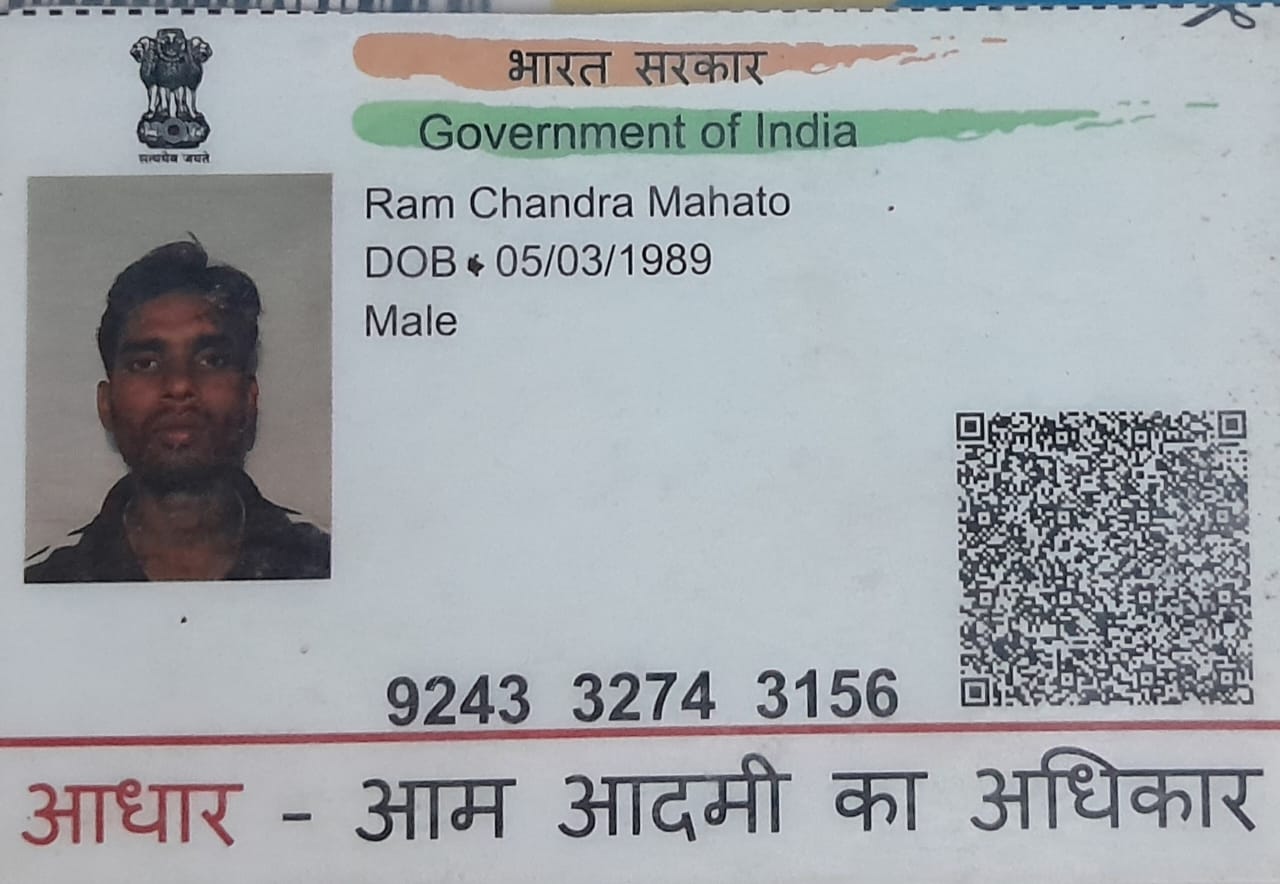 भारत सरकार
Government of India
सत्यमेव जयते
Ram Chandra Mahato
DOB : 05/03/1989
Male
9243 3274 3156
आधार - आम आदमी का अधिकार